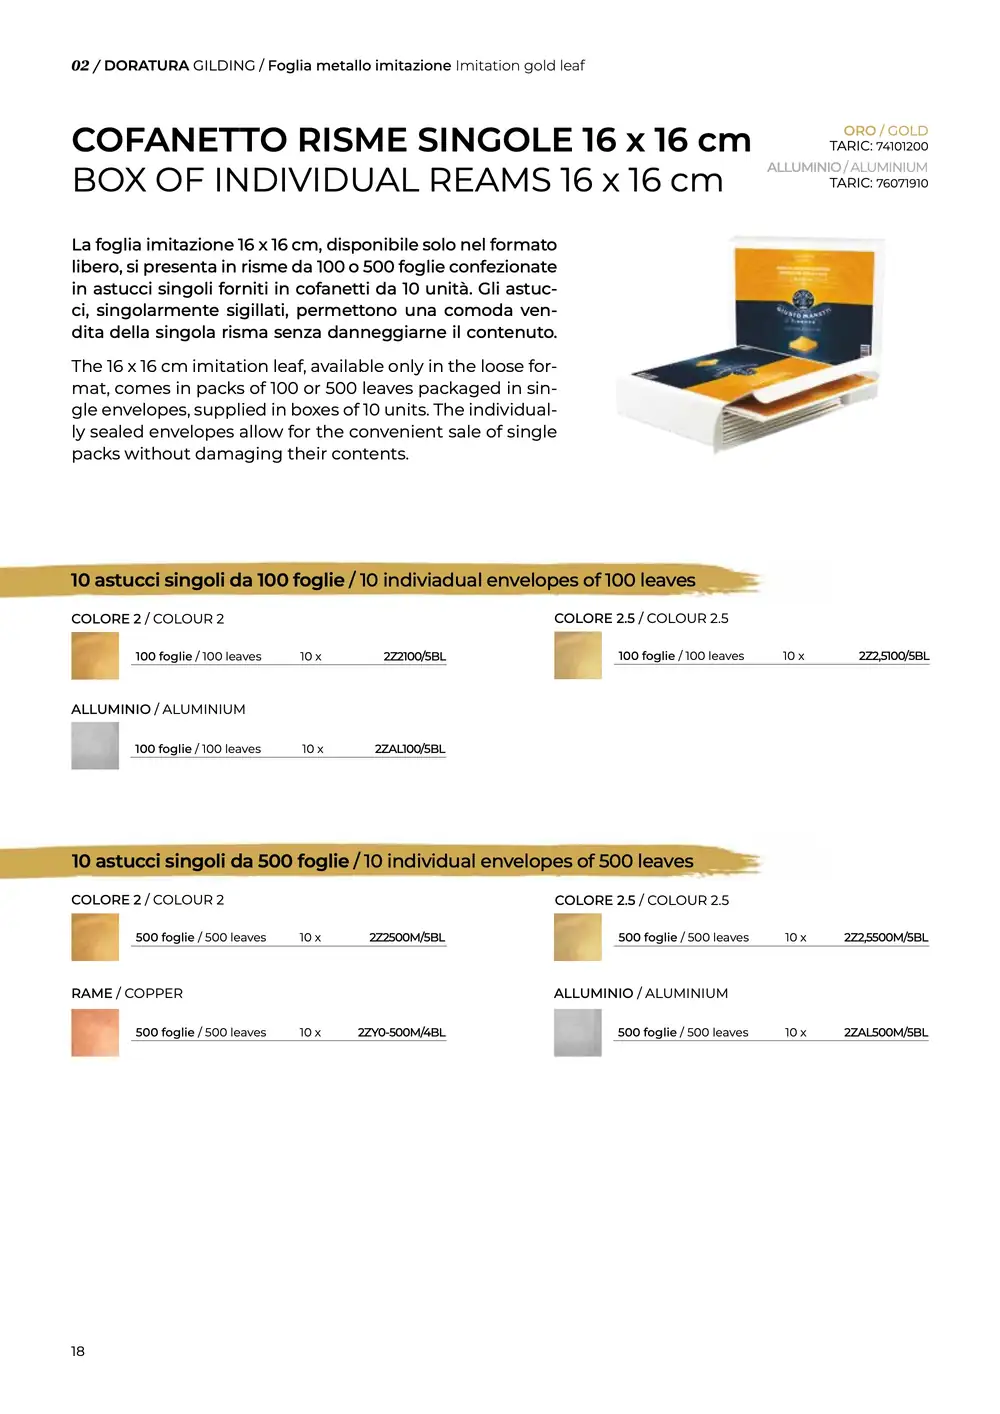 02 / DORATURA GILDING / Foglia metallo imitazione Imitation gold leaf
COFANETTO RISME SINGOLE 16 x 16 cm
BOX OF INDIVIDUAL REAMS 16 x 16 cm
ORO / GOLD
TARIC: 74101200
ALLUMINIO / ALUMINIUM
TARIC: 76071910
La foglia imitazione 16 x 16 cm, disponibile solo nel formato
libero, si presenta in risme da 100 o 500 foglie confezionate
in astucci singoli forniti in cofanetti da 10 unità. Gli astuc-
ci, singolarmente sigillati, permettono una comoda ven-
dita della singola risma senza danneggiarne il contenuto.
The 16 x 16 cm imitation leaf, available only in the loose for-
mat, comes in packs of 100 or 500 leaves packaged in sin-
gle envelopes, supplied in boxes of 10 units. The individual-
ly sealed envelopes allow for the convenient sale of single
packs without damaging their contents.
GIUSTO MANETTI
10 astucci singoli da 100 foglie / 10 indiviadual envelopes of 100 leaves
COLORE 2 / COLOUR 2
100 foglie / 100 leaves 10 x 2Z2100/5BL
COLORE 2.5 / COLOUR 2.5
100 foglie / 100 leaves 10 x 2Z2,5100/5BL
ALLUMINIO / ALUMINIUM
100 foglie / 100 leaves 10 x 2ZAL100/5BL
10 astucci singoli da 500 foglie / 10 individual envelopes of 500 leaves
COLORE 2 / COLOUR 2
500 foglie / 500 leaves 10 x 2Z2500M/5BL
COLORE 2.5 / COLOUR 2.5
500 foglie / 500 leaves 10 x 2Z2,5500M/5BL
RAME / COPPER
500 foglie / 500 leaves 10 x 2ZY0-500M/4BL
ALLUMINIO / ALUMINIUM
500 foglie / 500 leaves 10 x 2ZAL500M/5BL
18